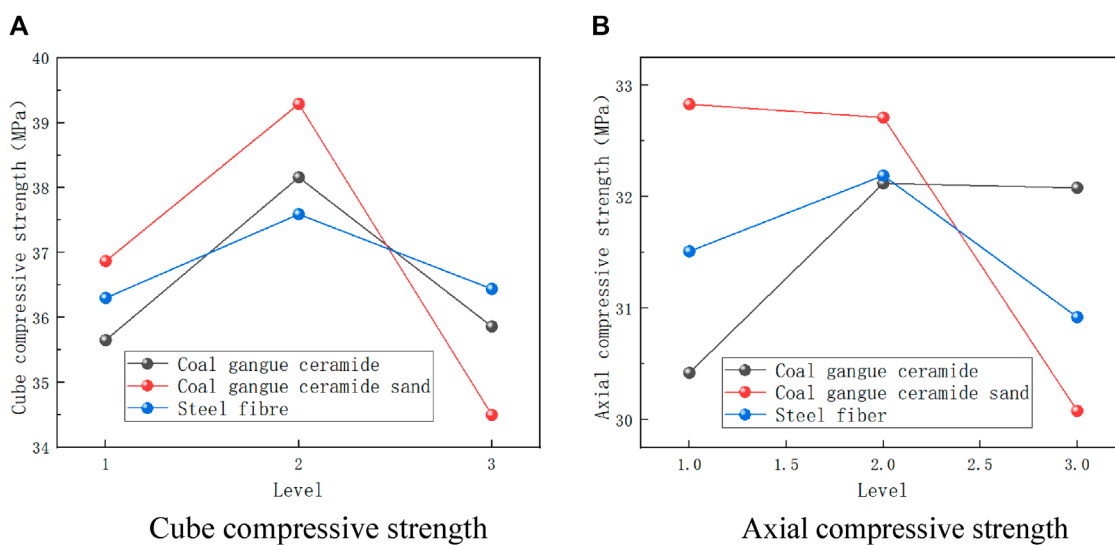 A
Cube compressive strength (MPa)
40
39
38
37
36
35
34
Coal gangue ceramide
Coal gangue ceramide sand
Steel fibre
1
2
3
Level
Cube compressive strength
B
Axial compressive strength (MPa)
33
32
31
30
Coal gangue ceramide
Coal gangue ceramide sand
Steel fiber
1.0
1.5
2.0
2.5
3.0
Level
Axial compressive strength